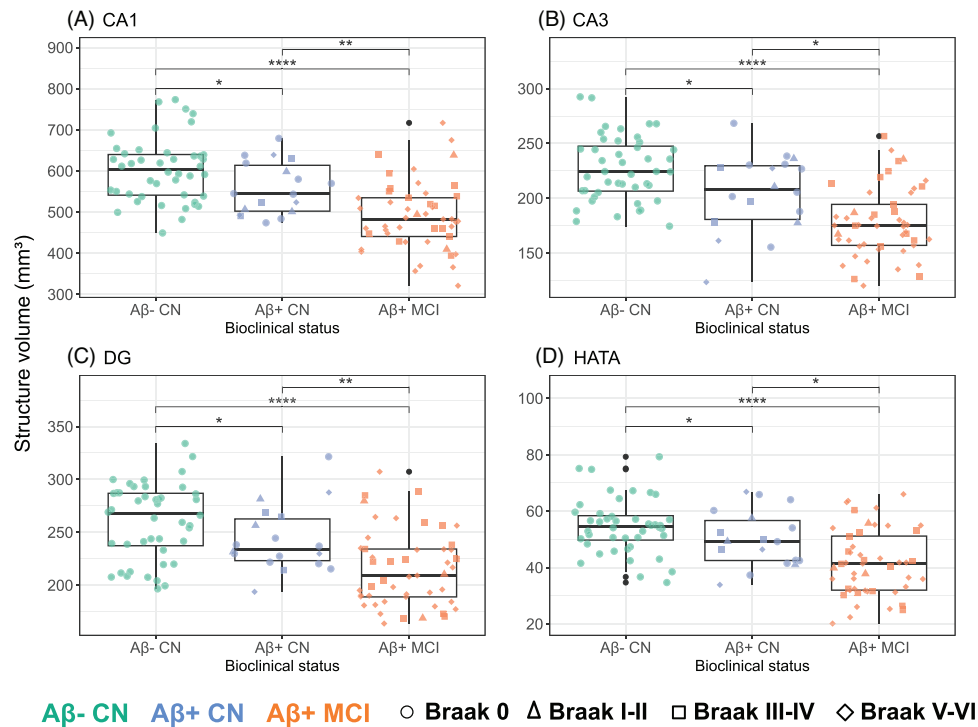 (A) CA1
Structure volume (mm³)
900
800
700
600
500
400
300
**
****
*
Aβ- CN Aβ+ CN Aβ+ MCI
Bioclinical status
(B) CA3
300
250
200
150
*
****
*
Aβ- CN Aβ+ CN Aβ+ MCI
Bioclinical status
(C) DG
350
300
250
200
**
****
*
Aβ- CN Aβ+ CN Aβ+ MCI
Bioclinical status
(D) HATA
100
80
60
40
20
*
****
*
Aβ- CN Aβ+ CN Aβ+ MCI
Bioclinical status
Aβ- CN Aβ+ CN Aβ+ MCI Braak 0 Braak I-II Braak III-IV Braak V-VI